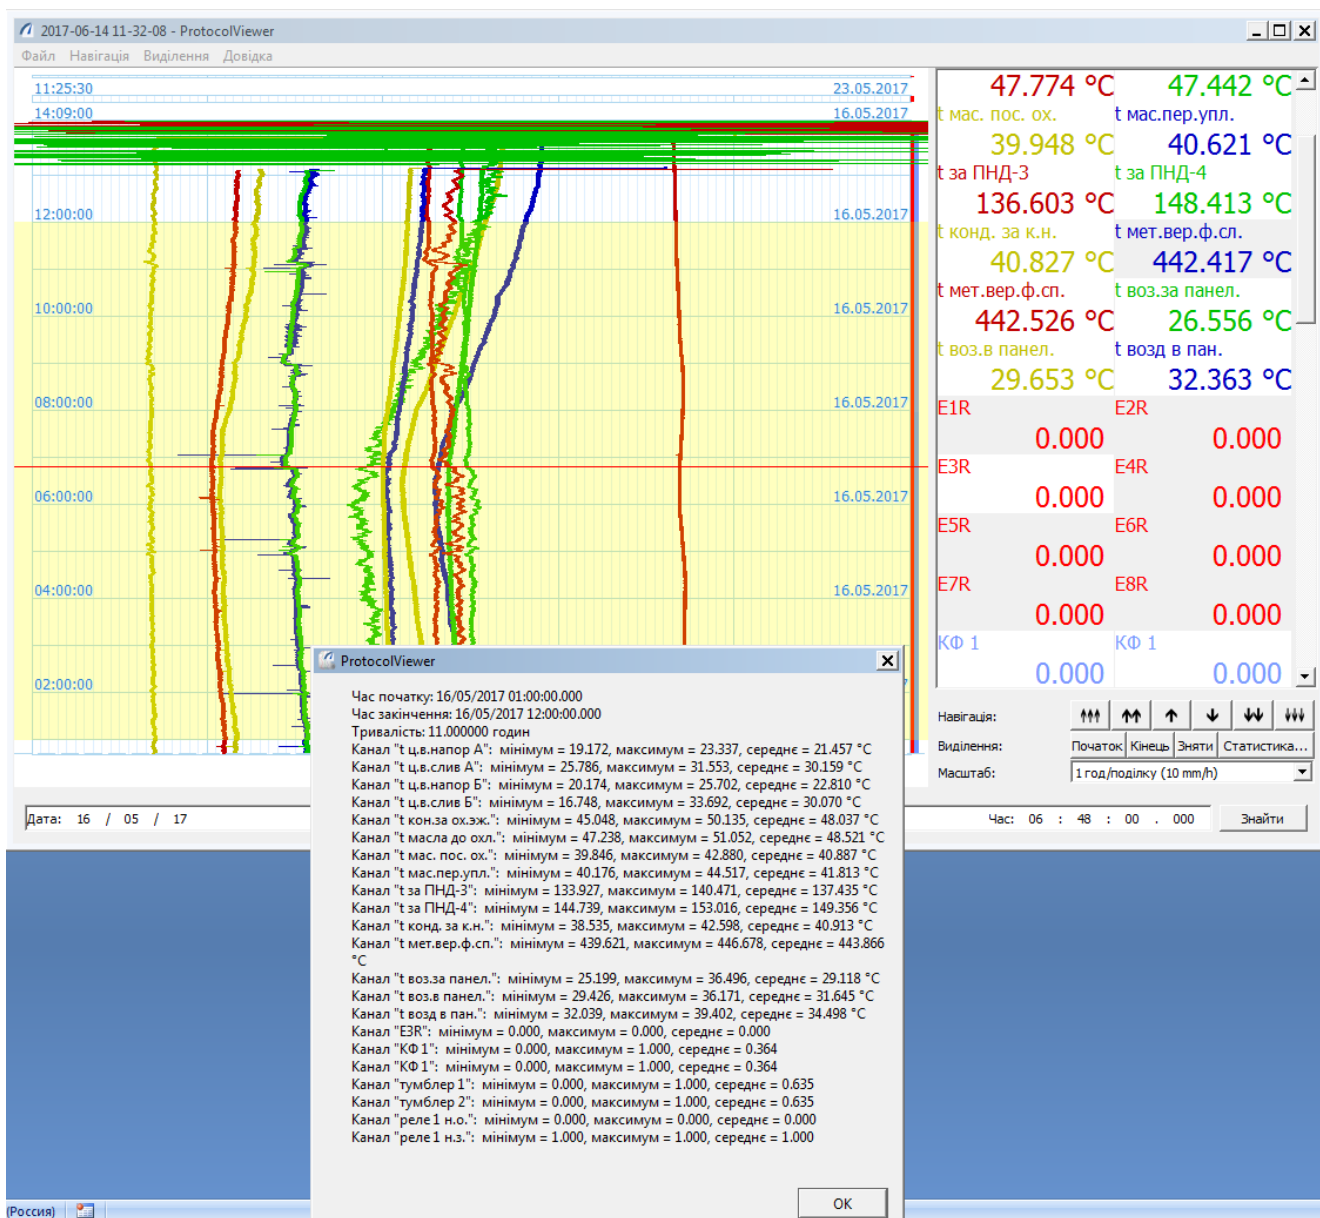 2017-06-14 11-32-08 - ProtocolViewer
Файл Навігація Виділення Довідка
11:25:30 23.05.2017
14:09:00 16.05.2017
12:00:00 16.05.2017
10:00:00 16.05.2017
08:00:00 16.05.2017
06:00:00 16.05.2017
04:00:00 16.05.2017
02:00:00
47.774 °C 47.442 °C
t мас. пос. ох. t мас.пер.упл.
39.948 °C 40.621 °C
t за ПНД-3 t за ПНД-4
136.603 °C 148.413 °C
t конд. за к.н. t мет.вер.ф.сл.
40.827 °C 442.417 °C
t мет.вер.ф.сп. t воз.за панел.
442.526 °C 26.556 °C
t воз.в панел. t возд в пан.
29.653 °C 32.363 °C
E1R E2R
0.000 0.000
E3R E4R
0.000 0.000
E5R E6R
0.000 0.000
E7R E8R
0.000 0.000
КФ 1 КФ 1
0.000 0.000
Навігація:
Виділення: Початок Кінець Зняти Статистика...
Масштаб: 1 год/поділку (10 mm/h)
Дата: 16 / 05 / 17 Час: 06 : 48 : 00 . 000 Знайти
ProtocolViewer
Час початку: 16/05/2017 01:00:00.000
Час закінчення: 16/05/2017 12:00:00.000
Тривалість: 11.000000 годин
Канал "t ц.в.напор А": мінімум = 19.172, максимум = 23.337, середнє = 21.457 °C
Канал "t ц.в.слив А": мінімум = 25.786, максимум = 31.553, середнє = 30.159 °C
Канал "t ц.в.напор Б": мінімум = 20.174, максимум = 25.702, середнє = 22.810 °C
Канал "t ц.в.слив Б": мінімум = 16.748, максимум = 33.692, середнє = 30.070 °C
Канал "t кон.за ох.эж.": мінімум = 45.048, максимум = 50.135, середнє = 48.037 °C
Канал "t масла до охл.": мінімум = 47.238, максимум = 51.052, середнє = 48.521 °C
Канал "t мас. пос. ох.": мінімум = 39.846, максимум = 42.880, середнє = 40.887 °C
Канал "t мас.пер.упл.": мінімум = 40.176, максимум = 44.517, середнє = 41.813 °C
Канал "t за ПНД-3": мінімум = 133.927, максимум = 140.471, середнє = 137.435 °C
Канал "t за ПНД-4": мінімум = 144.739, максимум = 153.016, середнє = 149.356 °C
Канал "t конд. за к.н.": мінімум = 38.535, максимум = 42.598, середнє = 40.913 °C
Канал "t мет.вер.ф.сп.": мінімум = 439.621, максимум = 446.678, середнє = 443.866
°C
Канал "t воз.за панел.": мінімум = 25.199, максимум = 36.496, середнє = 29.118 °C
Канал "t воз.в панел.": мінімум = 29.426, максимум = 36.171, середнє = 31.645 °C
Канал "t возд в пан.": мінімум = 32.039, максимум = 39.402, середнє = 34.498 °C
Канал "E3R": мінімум = 0.000, максимум = 0.000, середнє = 0.000
Канал "КФ 1": мінімум = 0.000, максимум = 1.000, середнє = 0.364
Канал "КФ 1": мінімум = 0.000, максимум = 1.000, середнє = 0.364
Канал "тумблер 1": мінімум = 0.000, максимум = 1.000, середнє = 0.635
Канал "тумблер 2": мінімум = 0.000, максимум = 1.000, середнє = 0.635
Канал "реле 1 н.о.": мінімум = 0.000, максимум = 0.000, середнє = 0.000
Канал "реле 1 н.з.": мінімум = 1.000, максимум = 1.000, середнє = 1.000
OK
(Россия)